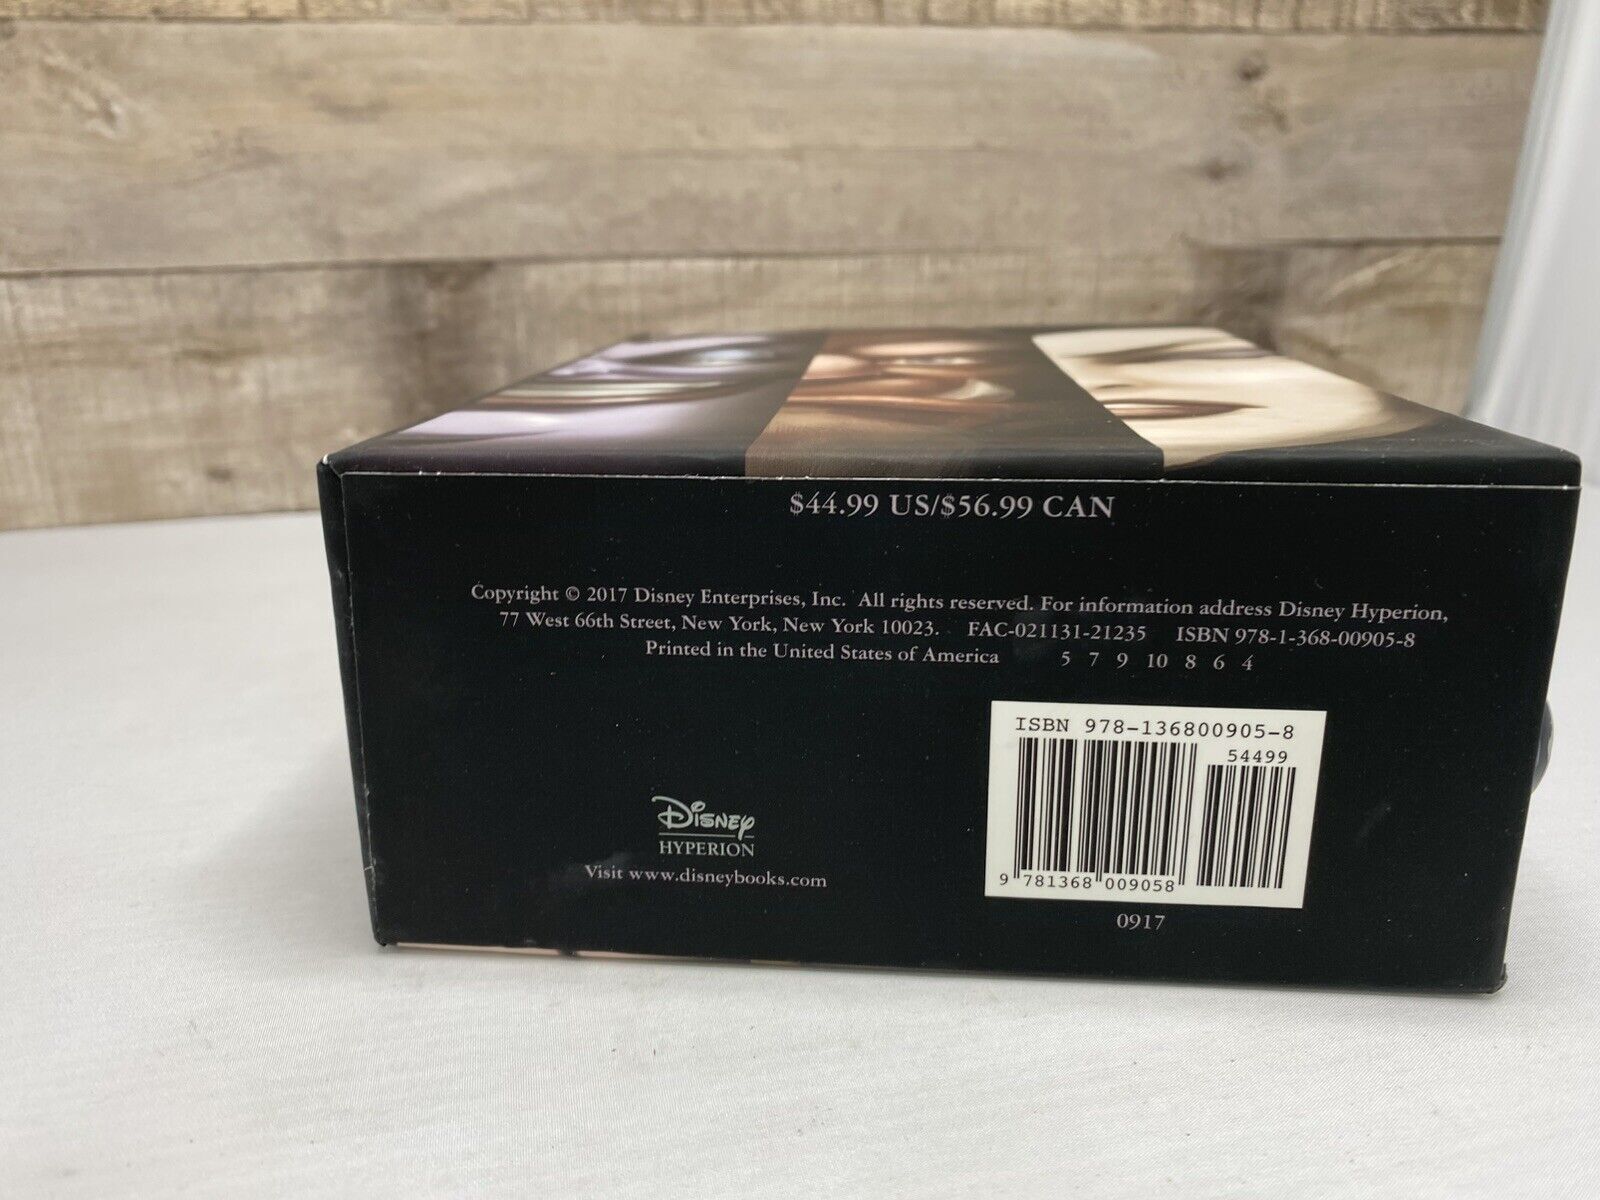 $44.99 US/$56.99 CAN
Copyright © 2017 Disney Enterprises, Inc. All rights reserved. For information address Disney Hyperion,
77 West 66th Street, New York, New York 10023. FAC-021131-21235 ISBN 978-1-368-00905-8
Printed in the United States of America 5 7 9 10 8 6 4
ISBN 978-136800905-8
54499
9 781368 009058
0917
Disney
HYPERION
Visit www.disneybooks.com